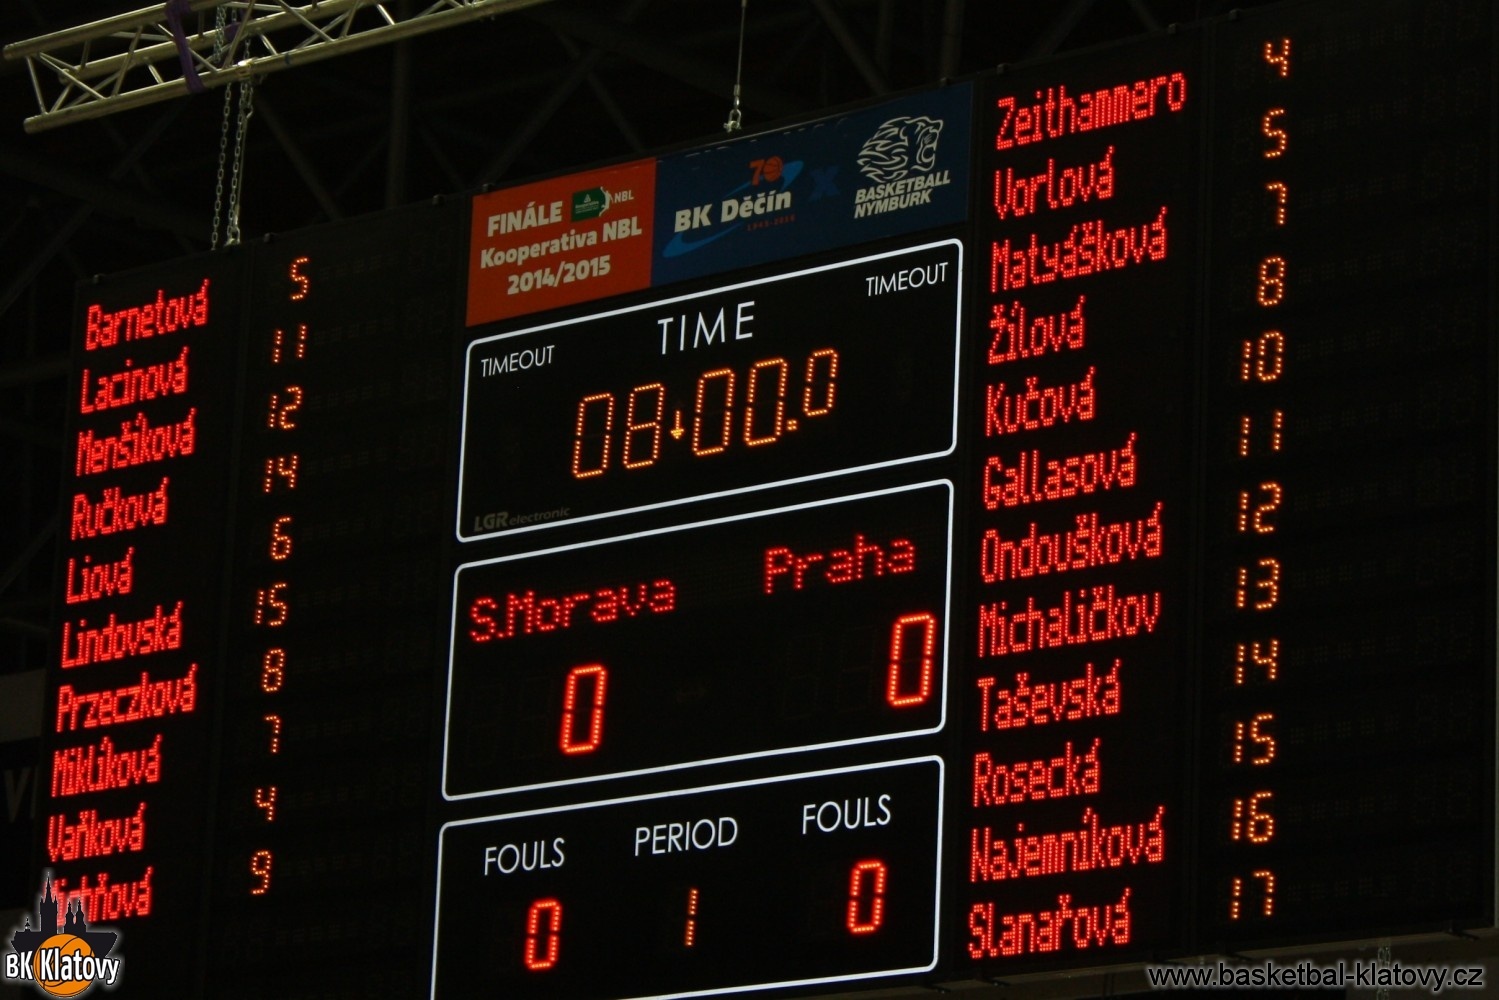 FINÁLE NBL
Kooperativa NBL
2014/2015
70
BK Děčín
x
BASKETBALL
NYMBURK
TIMEOUT
TIME
TIMEOUT
08:00.0
LGR electronic
S.Morava
Praha
0
0
FOULS
PERIOD
FOULS
0
1
0
Barnetová 5
Lacinová 11
Menšíková 12
Ručková 14
Liová 6
Lindovská 15
Przeczková 8
Miklíková 7
Vaňková 4
9
Zeithammero 4
Vorlová 5
Matyášková 7
Žílová 8
Kučová 10
Gallasová 11
Ondoušková 12
Michaličkov 13
Taševská 14
Rosecká 15
Najemníková 16
Slanařová 17
BK Klatovy
www.basketbal-klatovy.cz